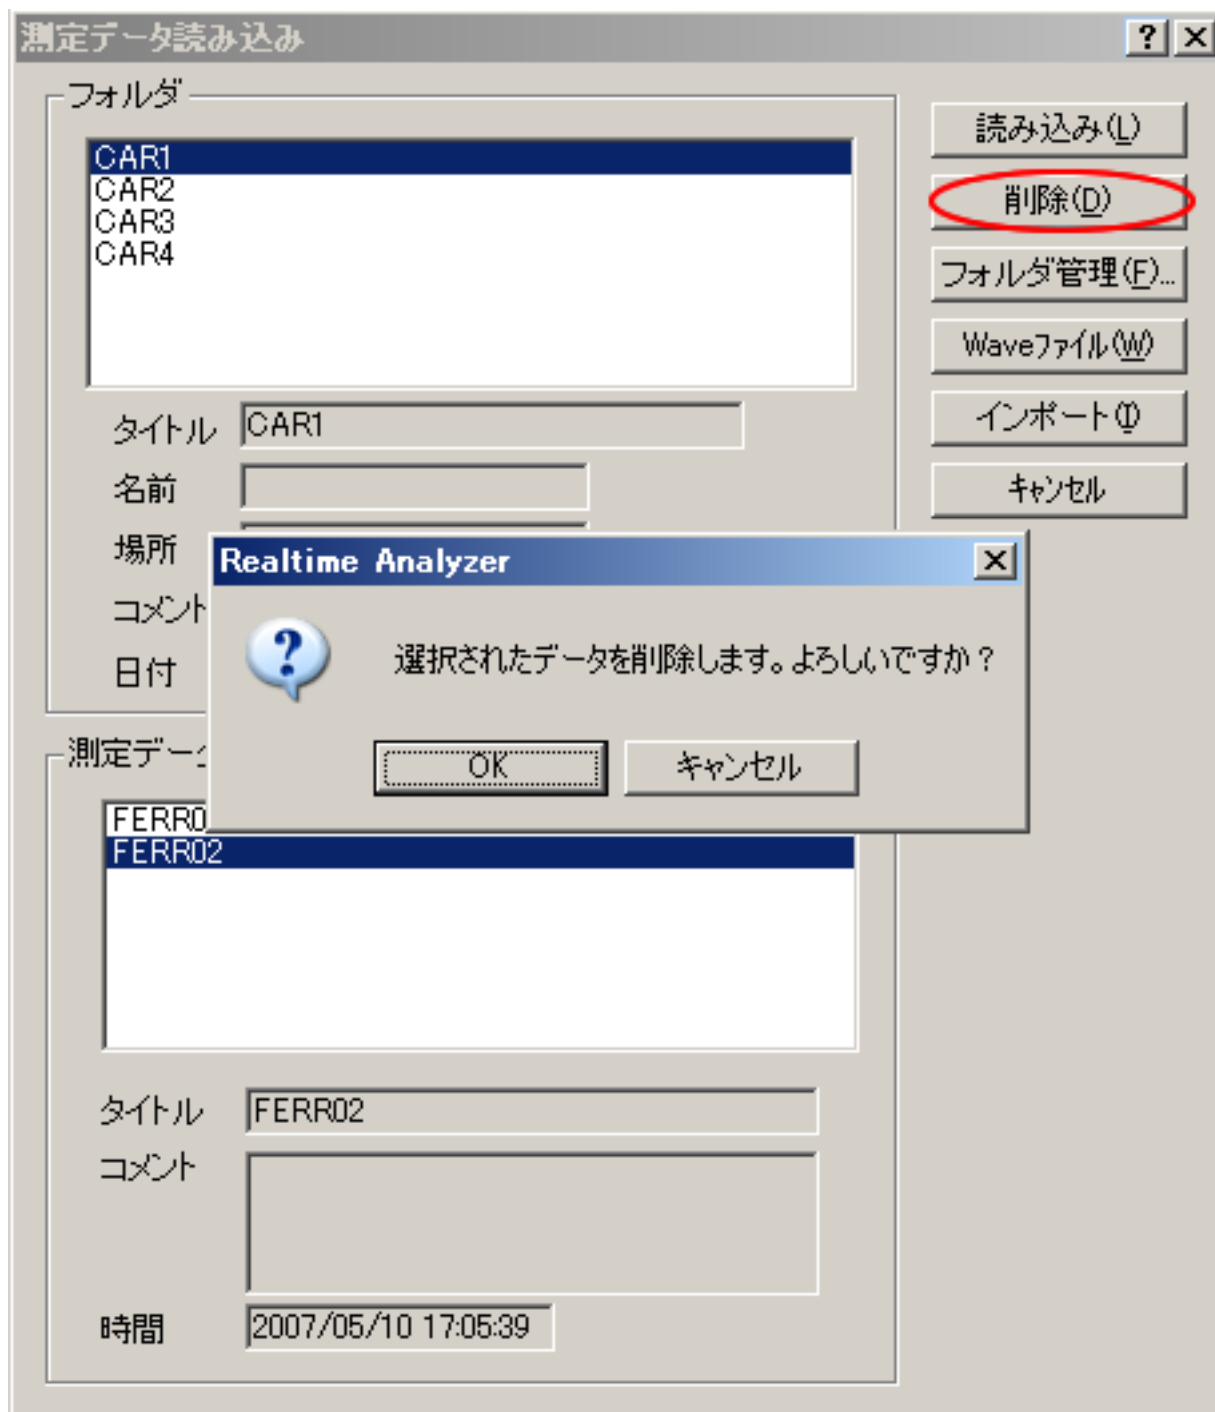 測定データ読み込み
フォルダ
CAR1
CAR2
CAR3
CAR4
タイトル CAR1
名前
場所
コメント
日付
読み込み(L)
削除(D)
フォルダ管理(F)...
Waveファイル(W)
インポート(I)
キャンセル
Realtime Analyzer
選択されたデータを削除します。よろしいですか？
OK キャンセル
測定データ
FERR0
FERR02
タイトル FERR02
コメント
時間 2007/05/10 17:05:39